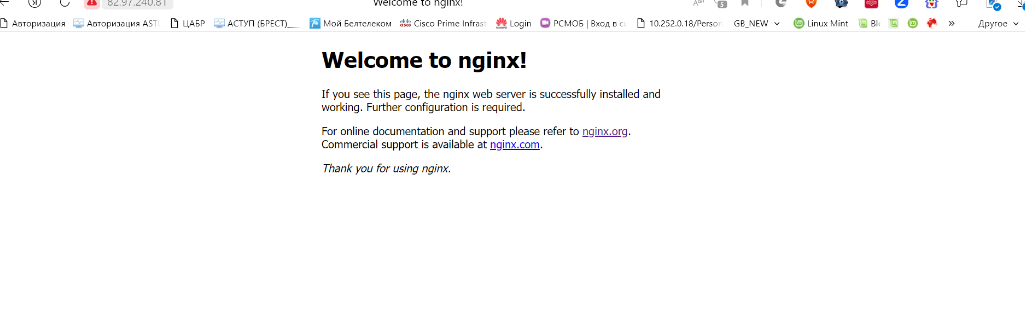 82.97.240.81
Welcome to nginx!
Авторизация Авторизация АСТ ЦАБР АСТУП (БРЕСТ)__ Мой Белтелеком Cisco Prime Infrast Login РСМОБ | Вход в си 10.252.0.18/Person GB_NEW Linux Mint Bl » Другое
Welcome to nginx!
If you see this page, the nginx web server is successfully installed and
working. Further configuration is required.
For online documentation and support please refer to nginx.org.
Commercial support is available at nginx.com.
Thank you for using nginx.